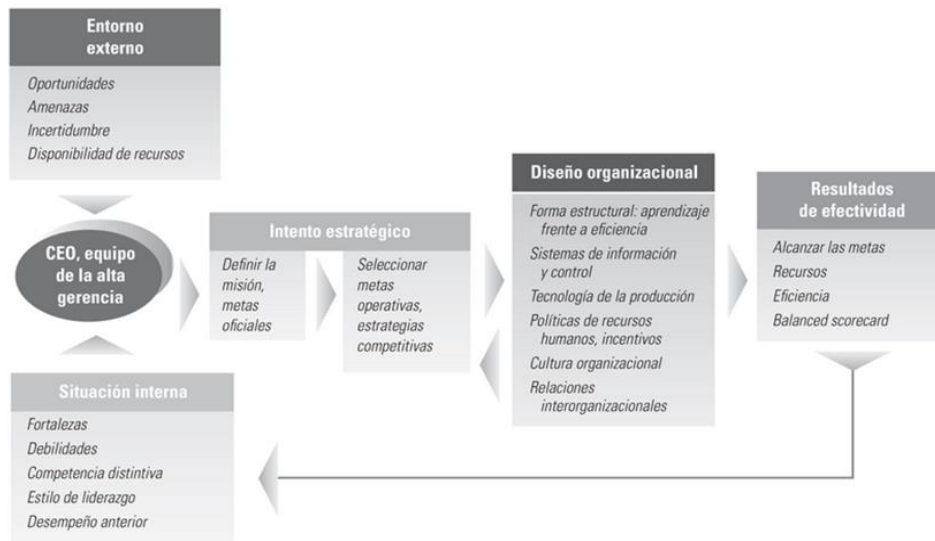 Entorno
externo
Oportunidades
Amenazas
Incertidumbre
Disponibilidad de recursos
CEO, equipo
de la alta
gerencia
Situación interna
Fortalezas
Debilidades
Competencia distintiva
Estilo de liderazgo
Desempeño anterior
Intento estratégico
Definir la
misión,
metas
oficiales
Seleccionar
metas
operativas,
estrategias
competitivas
Diseño organizacional
Forma estructural: aprendizaje
frente a eficiencia
Sistemas de información
y control
Tecnología de la producción
Políticas de recursos
humanos, incentivos
Cultura organizacional
Relaciones
interorganizacionales
Resultados
de efectividad
Alcanzar las metas
Recursos
Eficiencia
Balanced scorecard